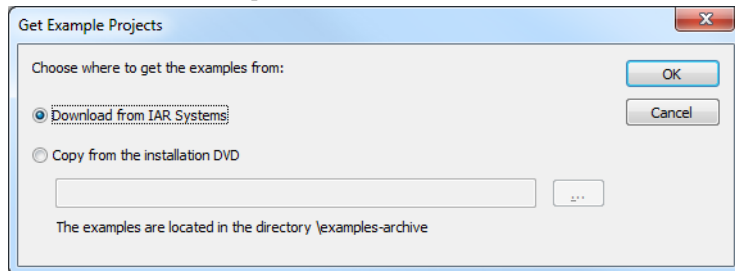 Get Example Projects
Choose where to get the examples from:
OK
Download from IAR Systems
Cancel
Copy from the installation DVD
...
The examples are located in the directory \examples-archive